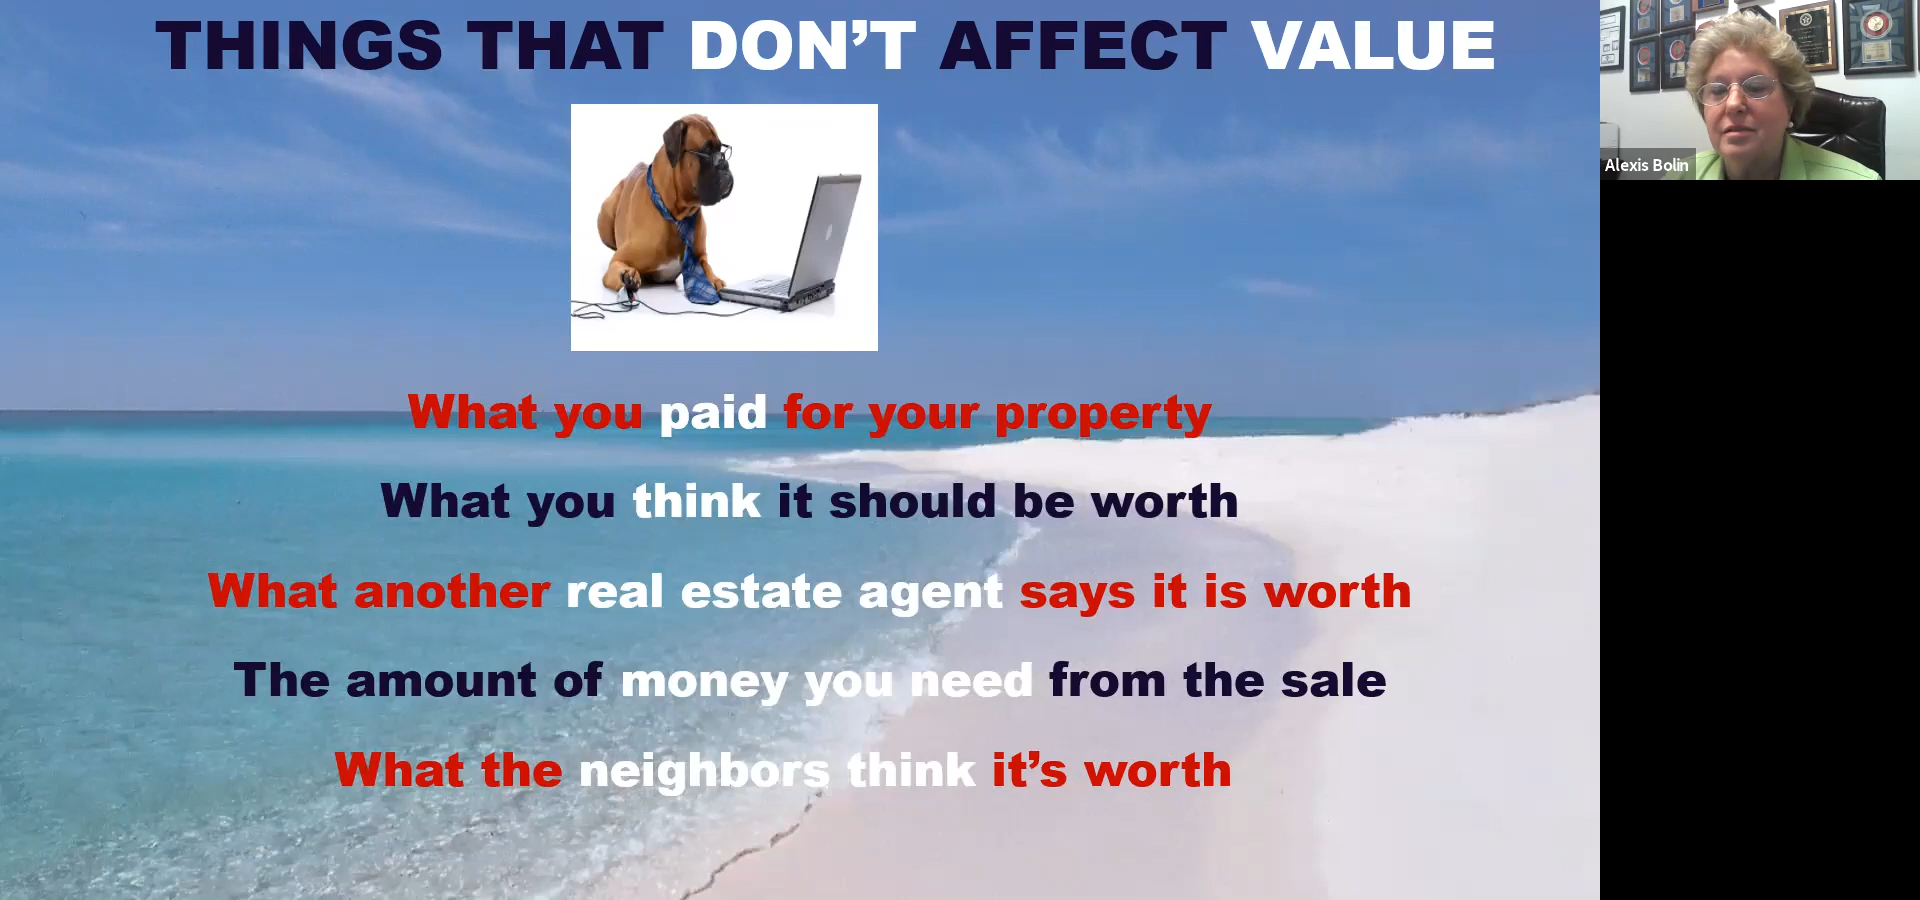 THINGS THAT DON’T AFFECT VALUE
Alexis Bolin
What you paid for your property
What you think it should be worth
What another real estate agent says it is worth
The amount of money you need from the sale
What the neighbors think it’s worth